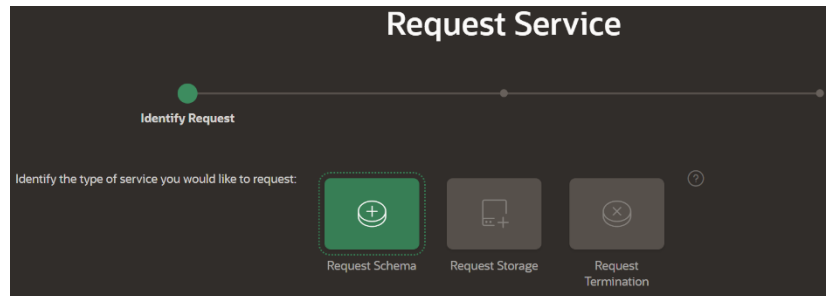 Request Service
Identify Request
Identify the type of service you would like to request:
?
Request Schema
Request Storage
Request
Termination